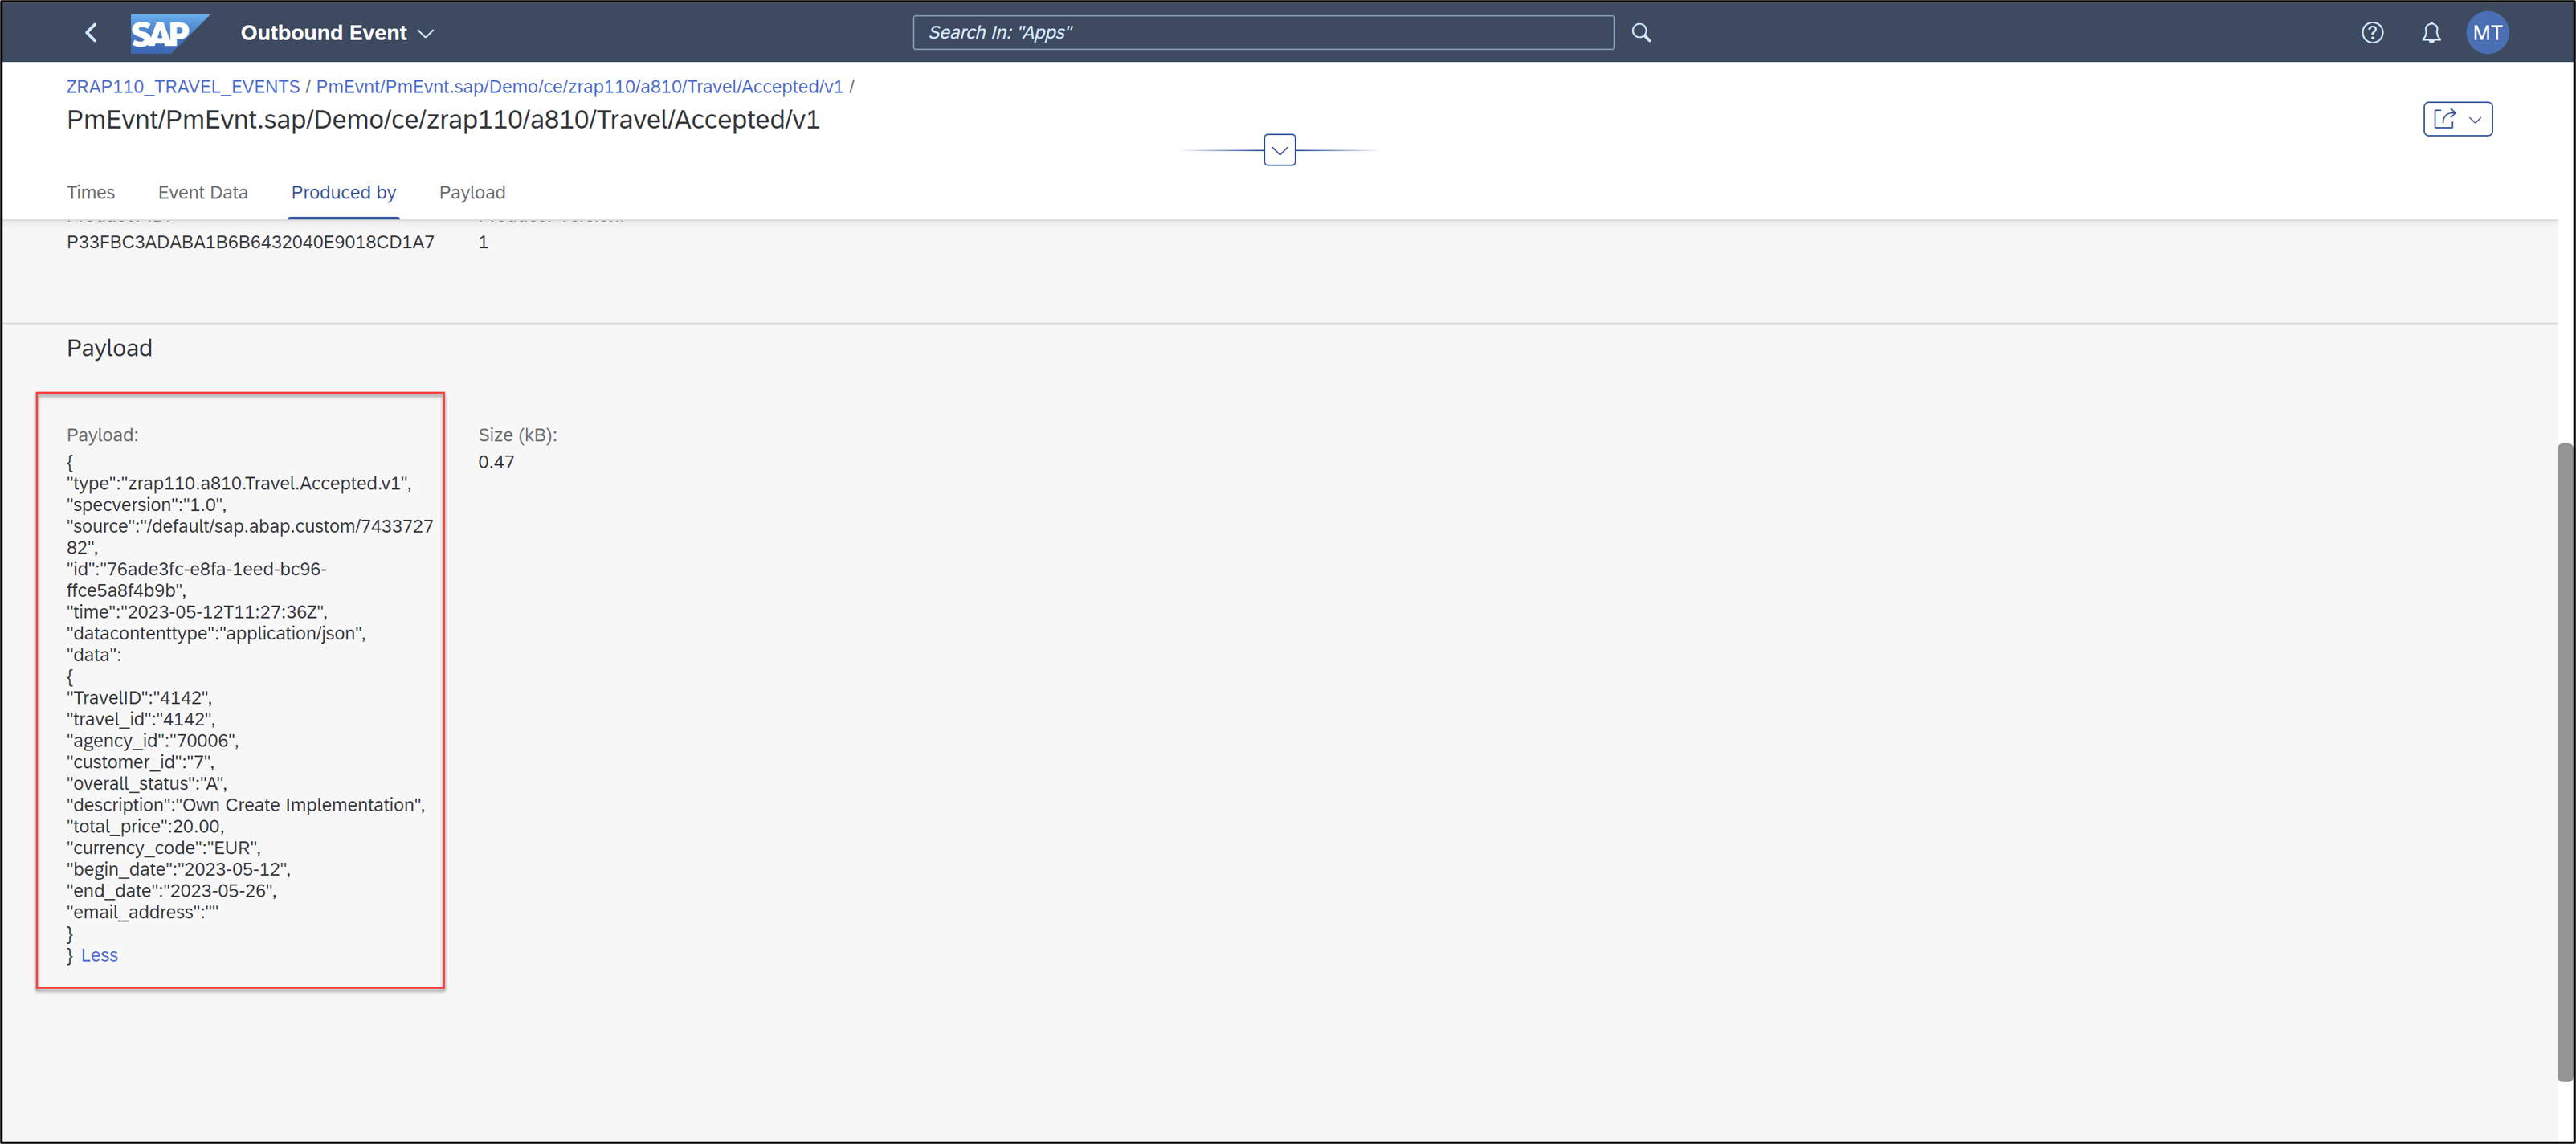 SAP
Outbound Event
Search In: "Apps"
MT
ZRAP110_TRAVEL_EVENTS / PmEvnt/PmEvnt.sap/Demo/ce/zrap110/a810/Travel/Accepted/v1 /
PmEvnt/PmEvnt.sap/Demo/ce/zrap110/a810/Travel/Accepted/v1
Times Event Data Produced by Payload
P33FBC3ADABA1B6B6432040E9018CD1A7 1
Payload
Payload: Size (kB):
{ 0.47
"type":"zrap110.a810.Travel.Accepted.v1",
"specversion":"1.0",
"source":"/default/sap.abap.custom/7433727
82",
"id":"76ade3fc-e8fa-1eed-bc96-
ffce5a8f4b9b",
"time":"2023-05-12T11:27:36Z",
"datacontenttype":"application/json",
"data":
{
"TravelID":"4142",
"travel_id":"4142",
"agency_id":"70006",
"customer_id":"7",
"overall_status":"A",
"description":"Own Create Implementation",
"total_price":20.00,
"currency_code":"EUR",
"begin_date":"2023-05-12",
"end_date":"2023-05-26",
"email_address":""
}
} Less